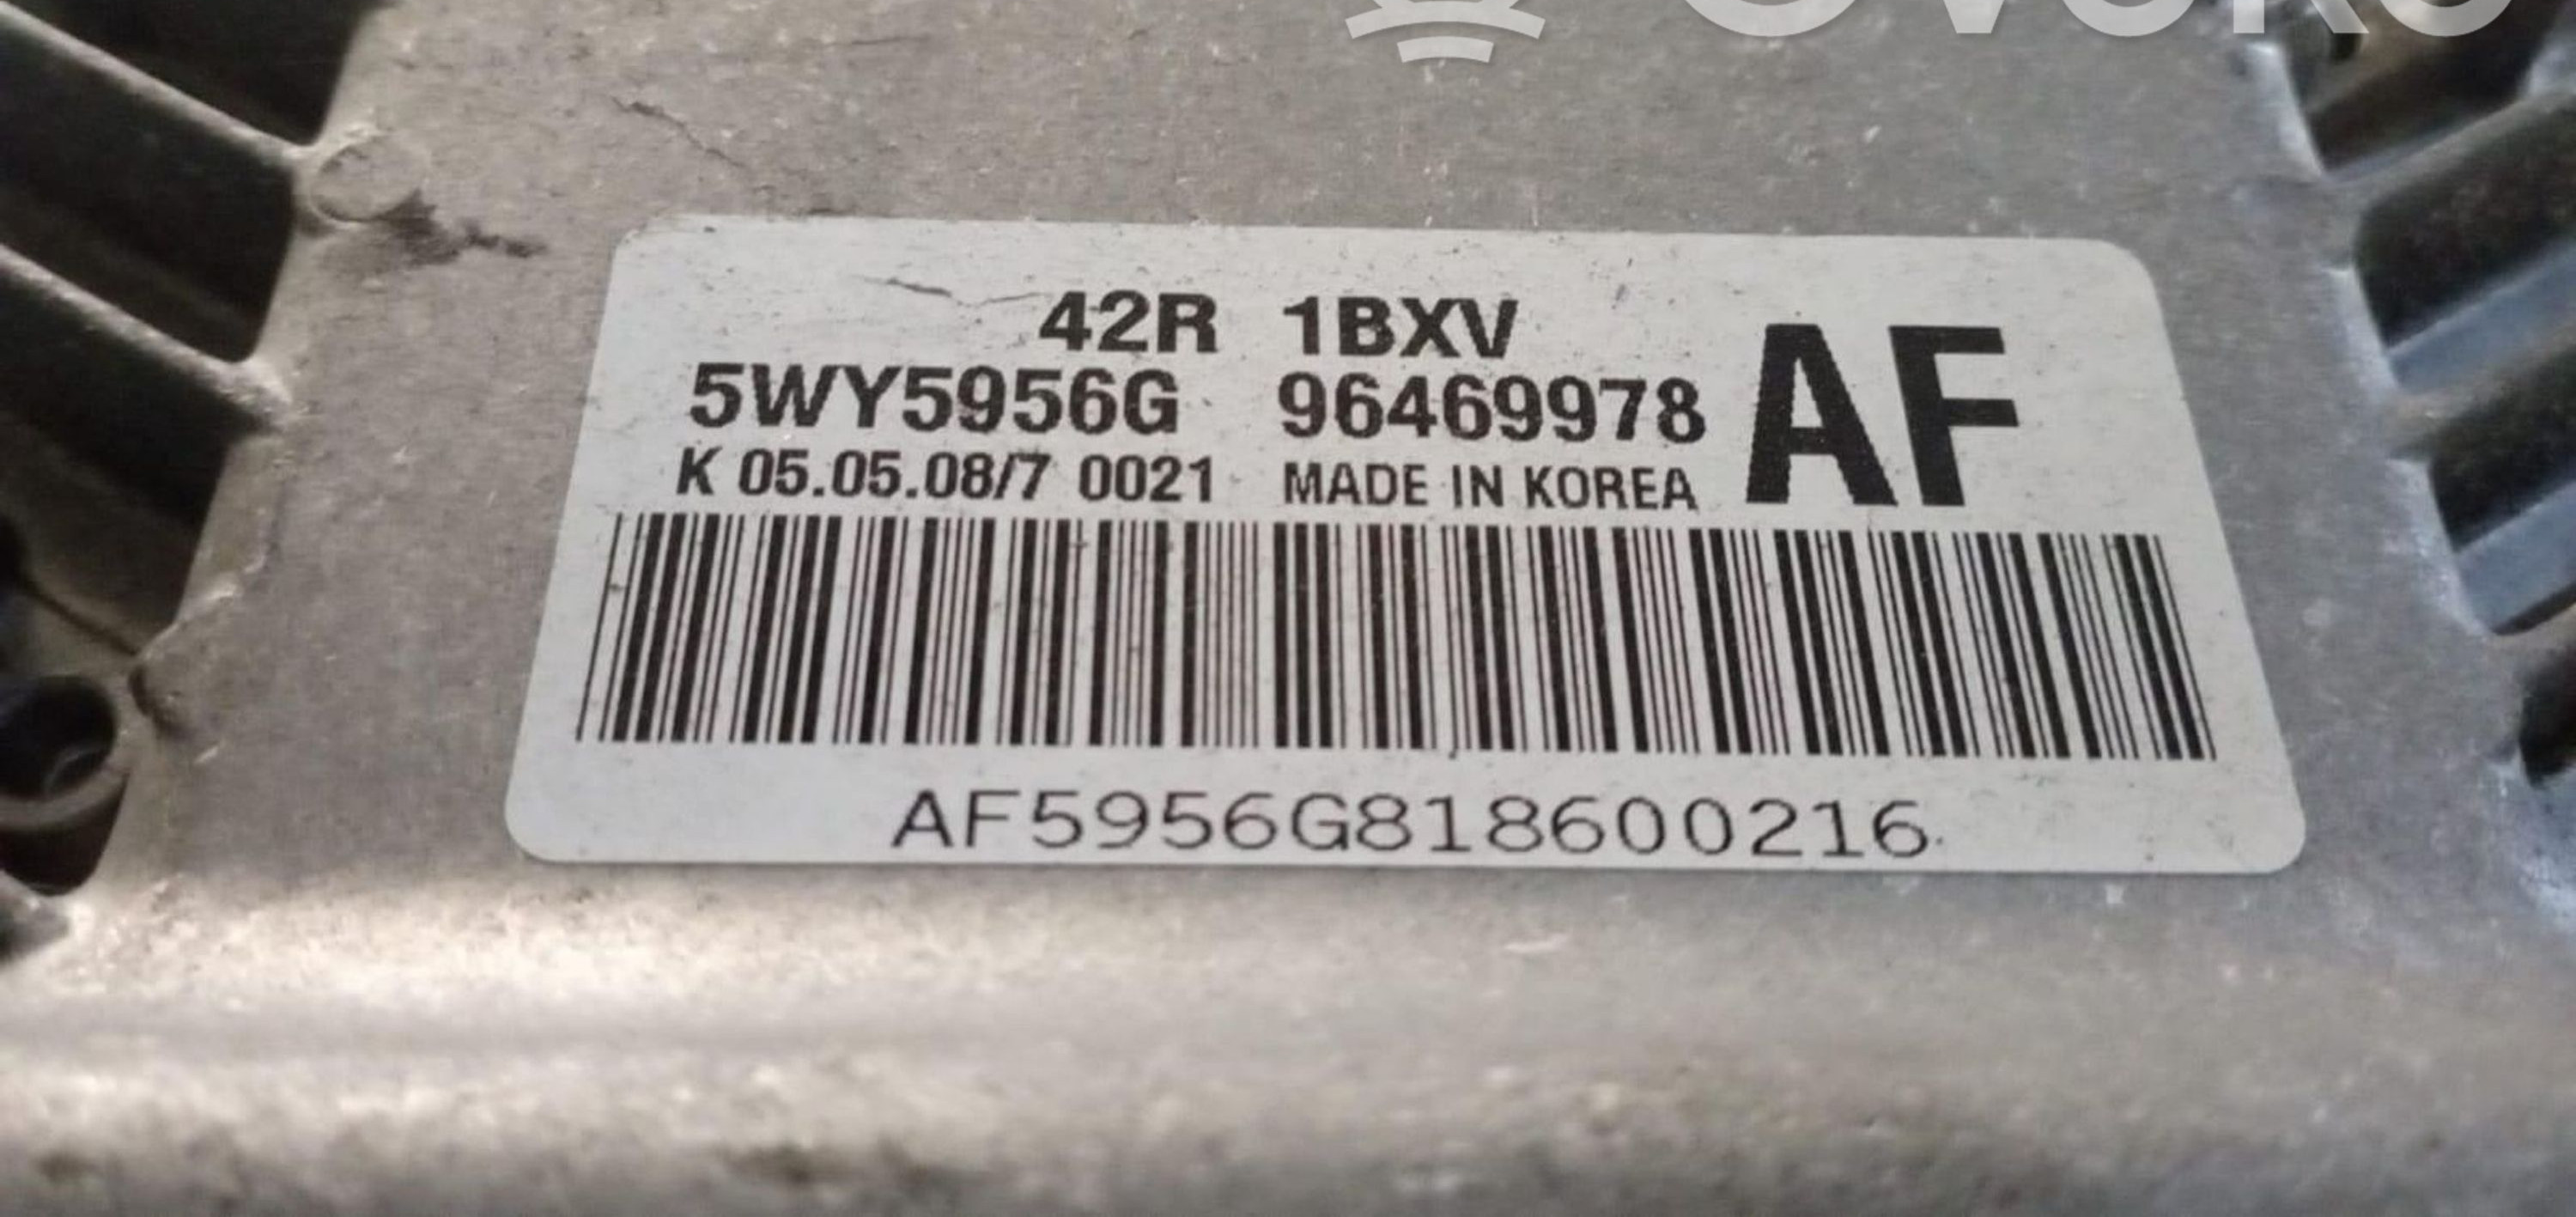 42R 1BXV
5WY5956G 96469978 AF
K 05.05.08/7 0021 MADE IN KOREA
AF5956G818600216